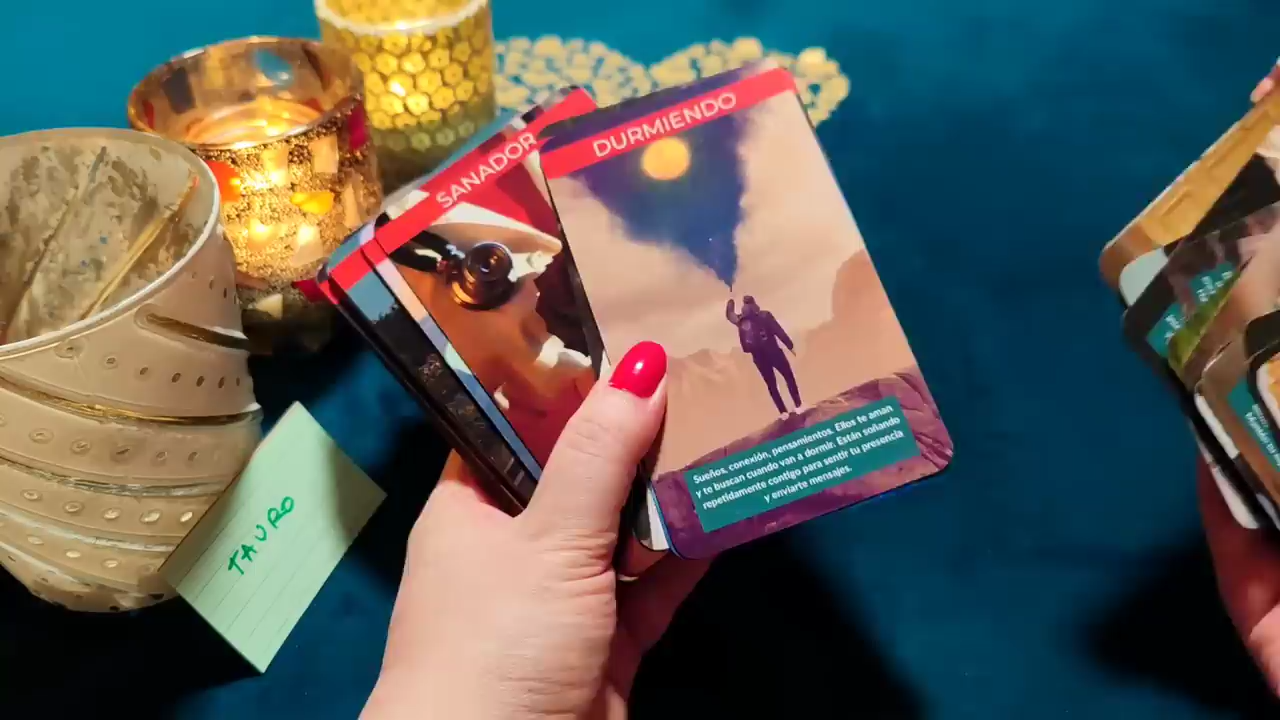 SANADOR
DURMIENDO
Sueños, conexión, pensamientos. Ellos te aman
y te buscan cuando van a dormir. Están soñando
repetidamente contigo para sentir tu presencia
y enviarte mensajes.
TAURO